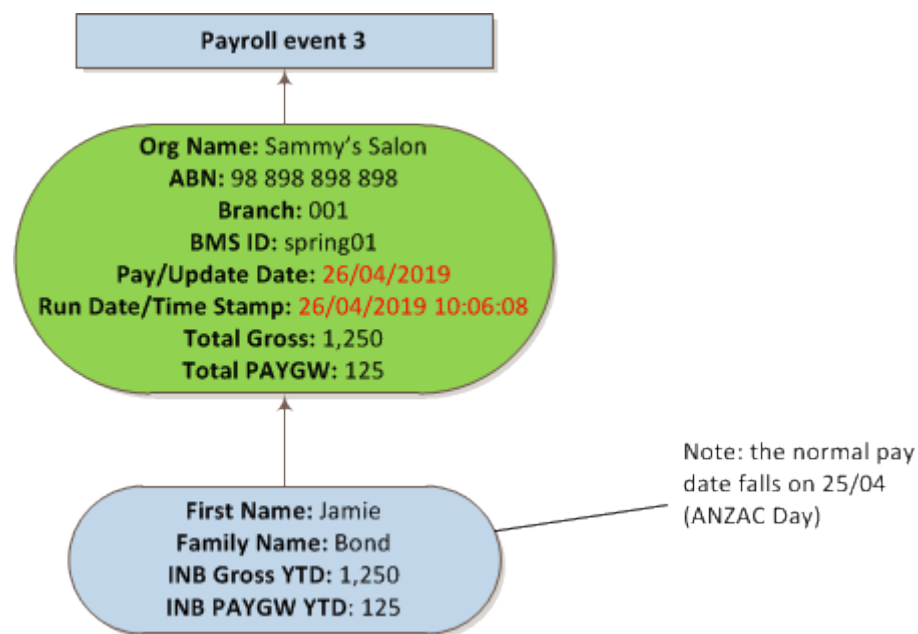 Payroll event 3
Org Name: Sammy's Salon
ABN: 98 898 898 898
Branch: 001
BMS ID: spring01
Pay/Update Date: 26/04/2019
Run Date/Time Stamp: 26/04/2019 10:06:08
Total Gross: 1,250
Total PAYGW: 125
Note: the normal pay
date falls on 25/04
(ANZAC Day)
First Name: Jamie
Family Name: Bond
INB Gross YTD: 1,250
INB PAYGW YTD: 125